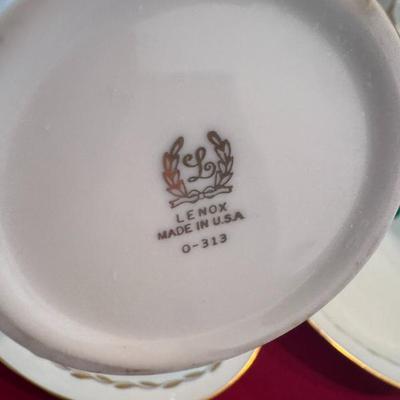 L
LENOX
MADE IN U.S.A.
O-313